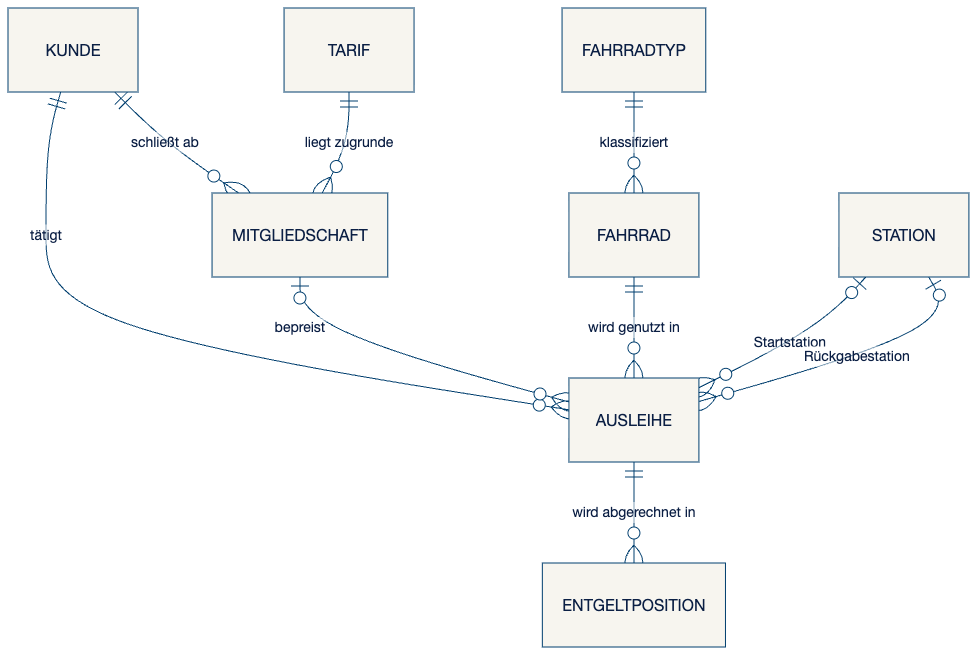 KUNDE
TARIF
FAHRRADTYP
schließt ab
liegt zugrunde
klassifiziert
tätigt
MITGLIEDSCHAFT
FAHRRAD
STATION
bepreist
wird genutzt in
Startstation
Rückgabestation
AUSLEIHE
wird abgerechnet in
ENTGELTPOSITION